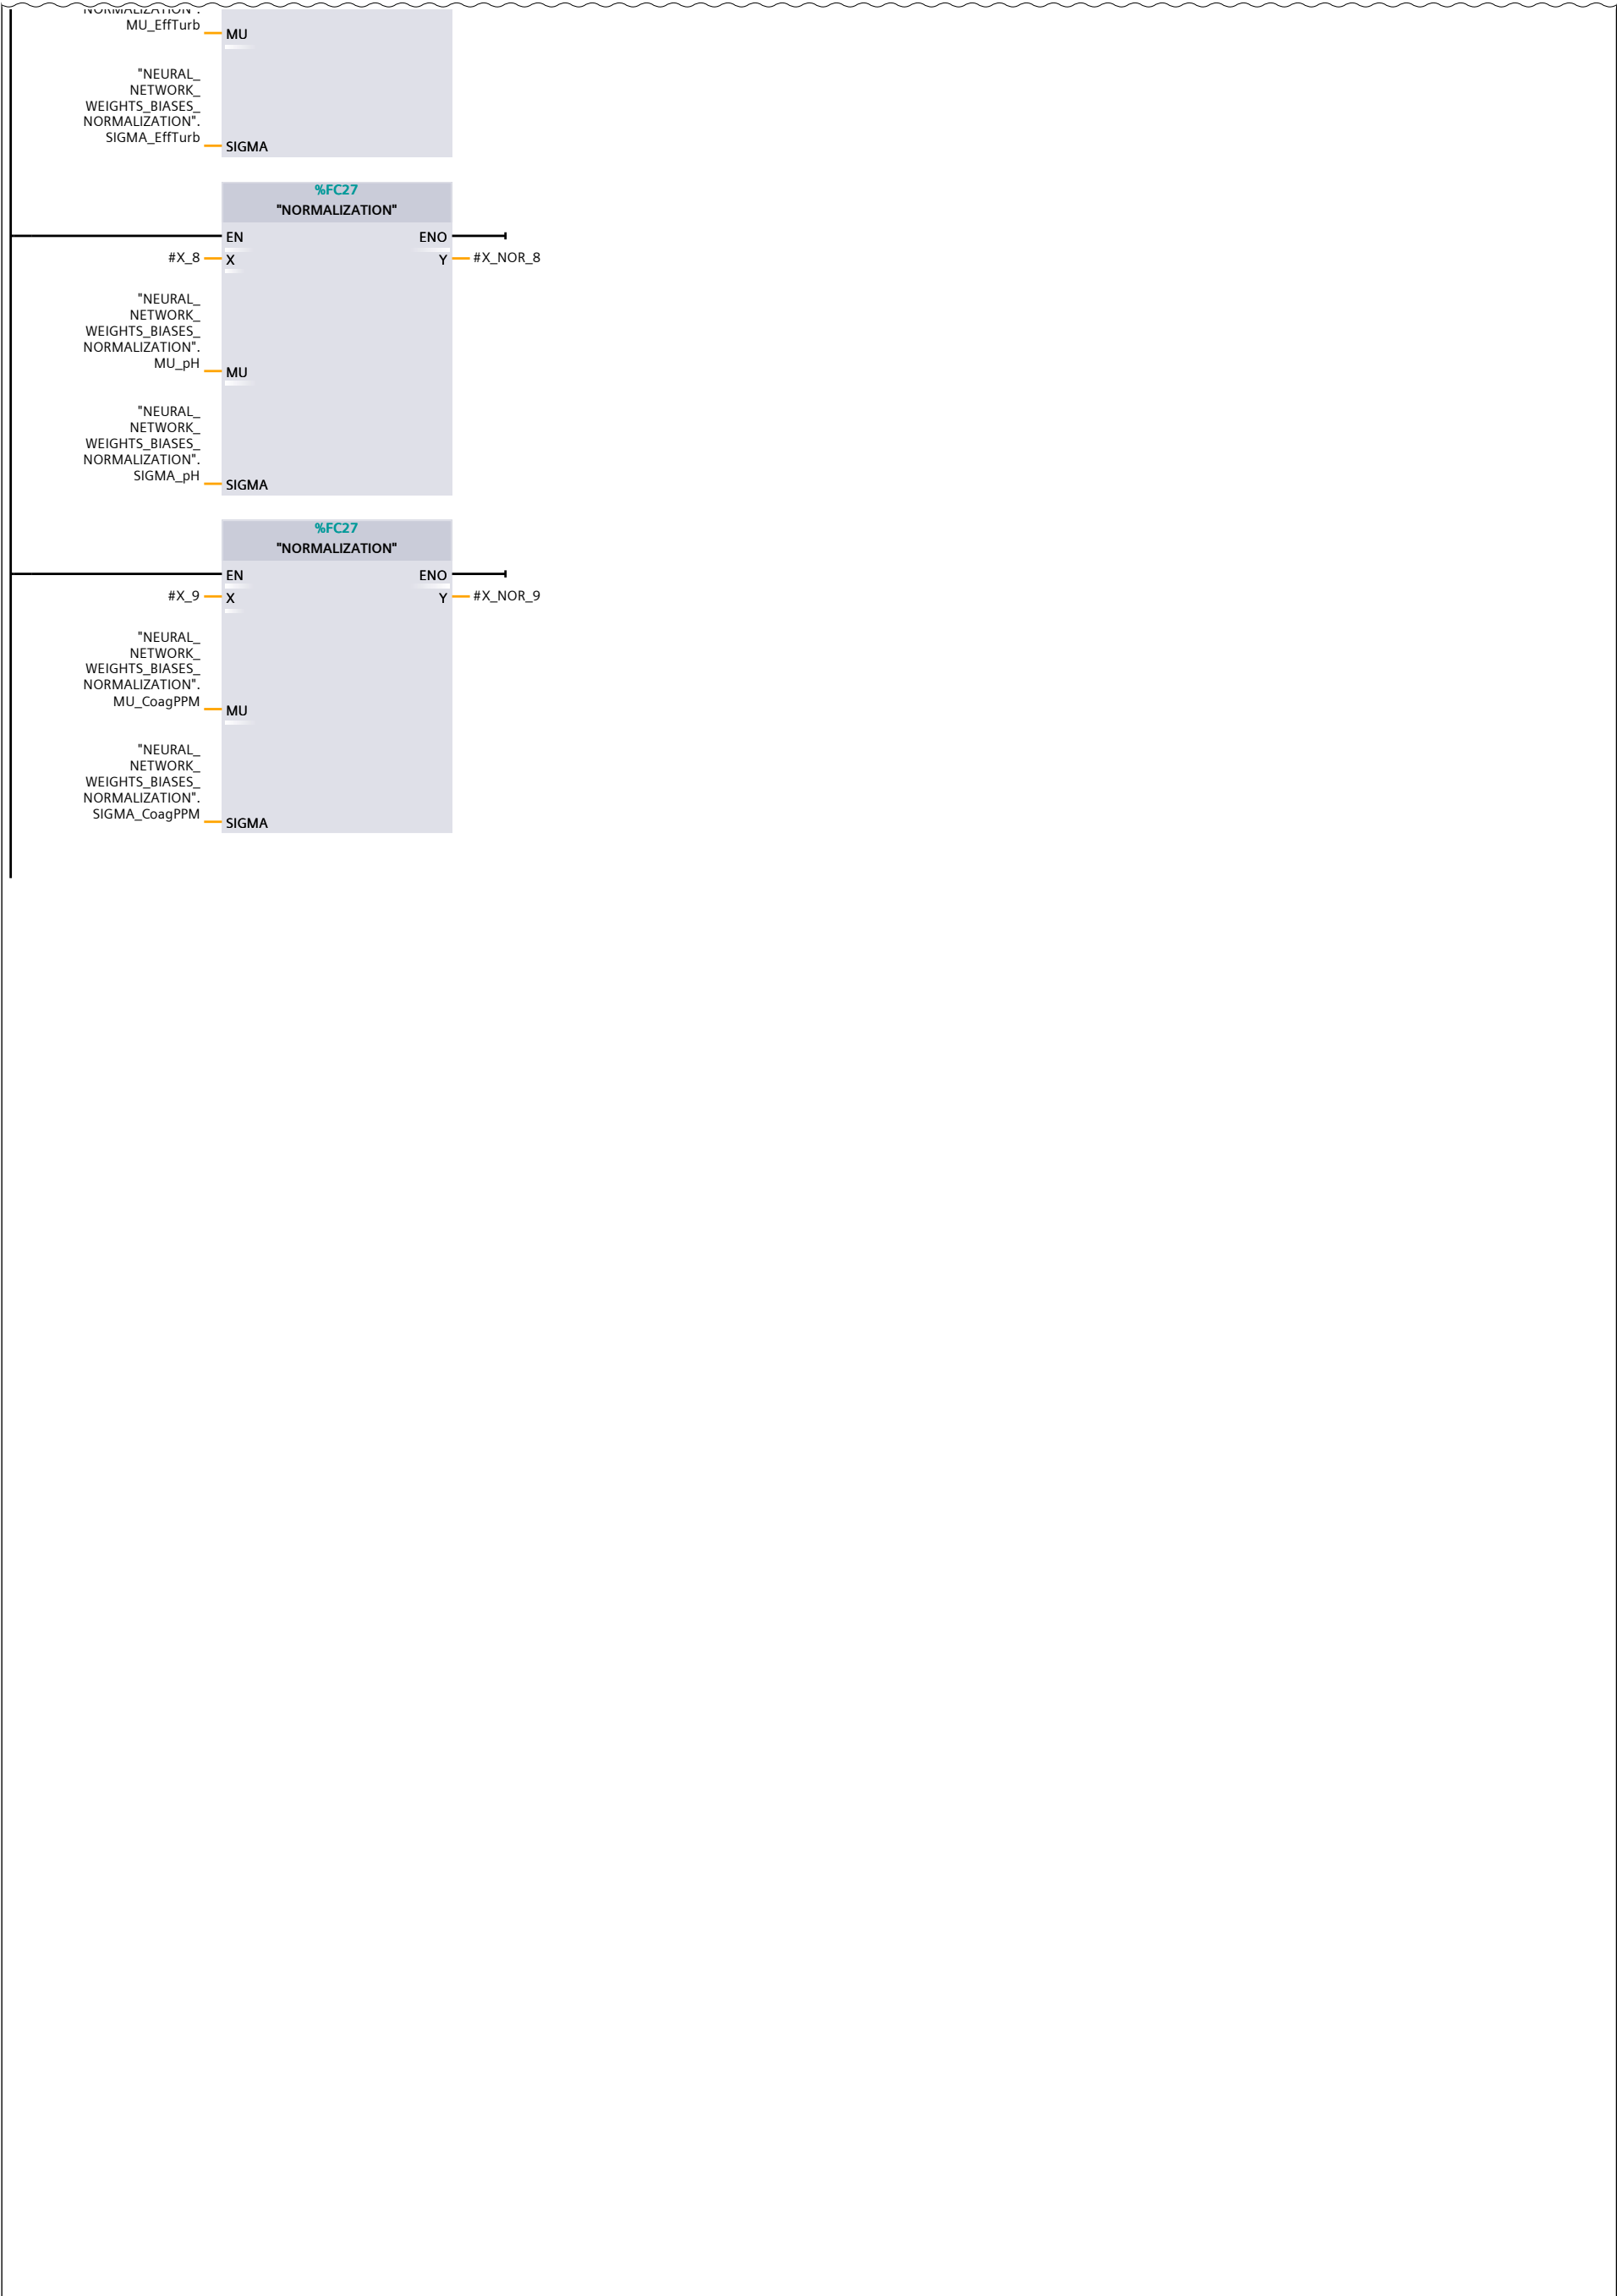 NORMALIZATION".
MU_EffTurb
MU
"NEURAL_
NETWORK_
WEIGHTS_BIASES_
NORMALIZATION".
SIGMA_EffTurb
SIGMA
%FC27
"NORMALIZATION"
EN ENO
#X_8 X Y #X_NOR_8
"NEURAL_
NETWORK_
WEIGHTS_BIASES_
NORMALIZATION".
MU_pH
MU
"NEURAL_
NETWORK_
WEIGHTS_BIASES_
NORMALIZATION".
SIGMA_pH
SIGMA
%FC27
"NORMALIZATION"
EN ENO
#X_9 X Y #X_NOR_9
"NEURAL_
NETWORK_
WEIGHTS_BIASES_
NORMALIZATION".
MU_CoagPPM
MU
"NEURAL_
NETWORK_
WEIGHTS_BIASES_
NORMALIZATION".
SIGMA_CoagPPM
SIGMA